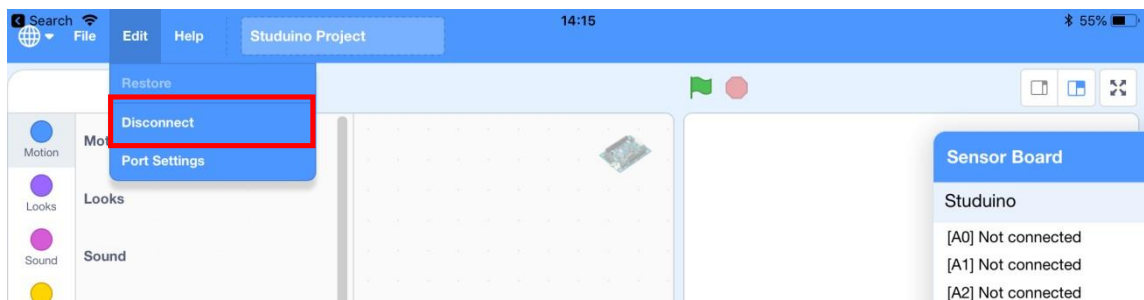 Search 14:15 55%
File Edit Help Studuino Project
Restore
Disconnect
Port Settings
Motion
Mot
Looks
Looks
Sound
Sound
Sensor Board
Studuino
[A0] Not connected
[A1] Not connected
[A2] Not connected